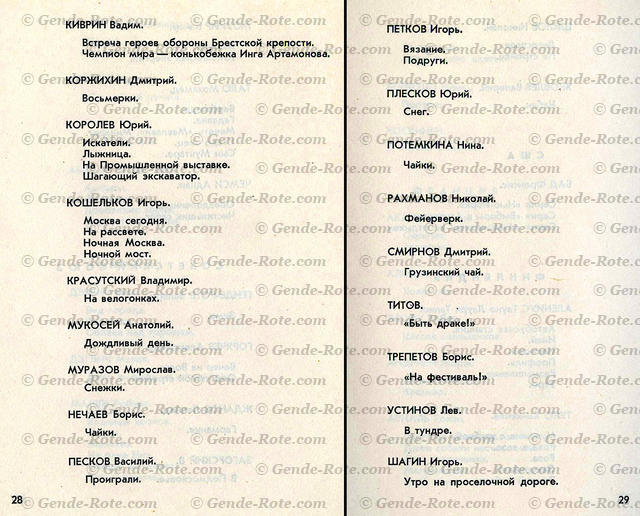 КИВРИН Вадим.
Встреча героев обороны Брестской крепости.
Чемпион мира — конькобежка Инга Артамонова.
КОРЖИХИН Дмитрий.
Восьмерки.
КОРОЛЕВ Юрий.
Искатели.
Лыжница.
На Промышленной выставке.
Шагающий экскаватор.
КОШЕЛЬКОВ Игорь.
Москва сегодня.
На рассвете.
Ночная Москва.
Ночной мост.
КРАСУТСКИЙ Владимир.
На велогонках.
МУКОСЕЙ Анатолий.
Дождливый день.
МУРАЗОВ Мирослав.
Снежки.
НЕЧАЕВ Борис.
Чайки.
ПЕСКОВ Василий.
Проиграли.
28
ПЕТКОВ Игорь.
Вязание.
Подруги.
ПЛЕСКОВ Юрий.
Снег.
ПОТЕМКИНА Нина.
Чайки.
РАХМАНОВ Николай.
Фейерверк.
СМИРНОВ Дмитрий.
Грузинский чай.
ТИТОВ.
«Быть драке!»
ТРЕПЕТОВ Борис.
«На фестиваль!»
УСТИНОВ Лев.
В тундре.
ШАГИН Игорь.
Утро на проселочной дороге.
29
© Gende-Rote.com